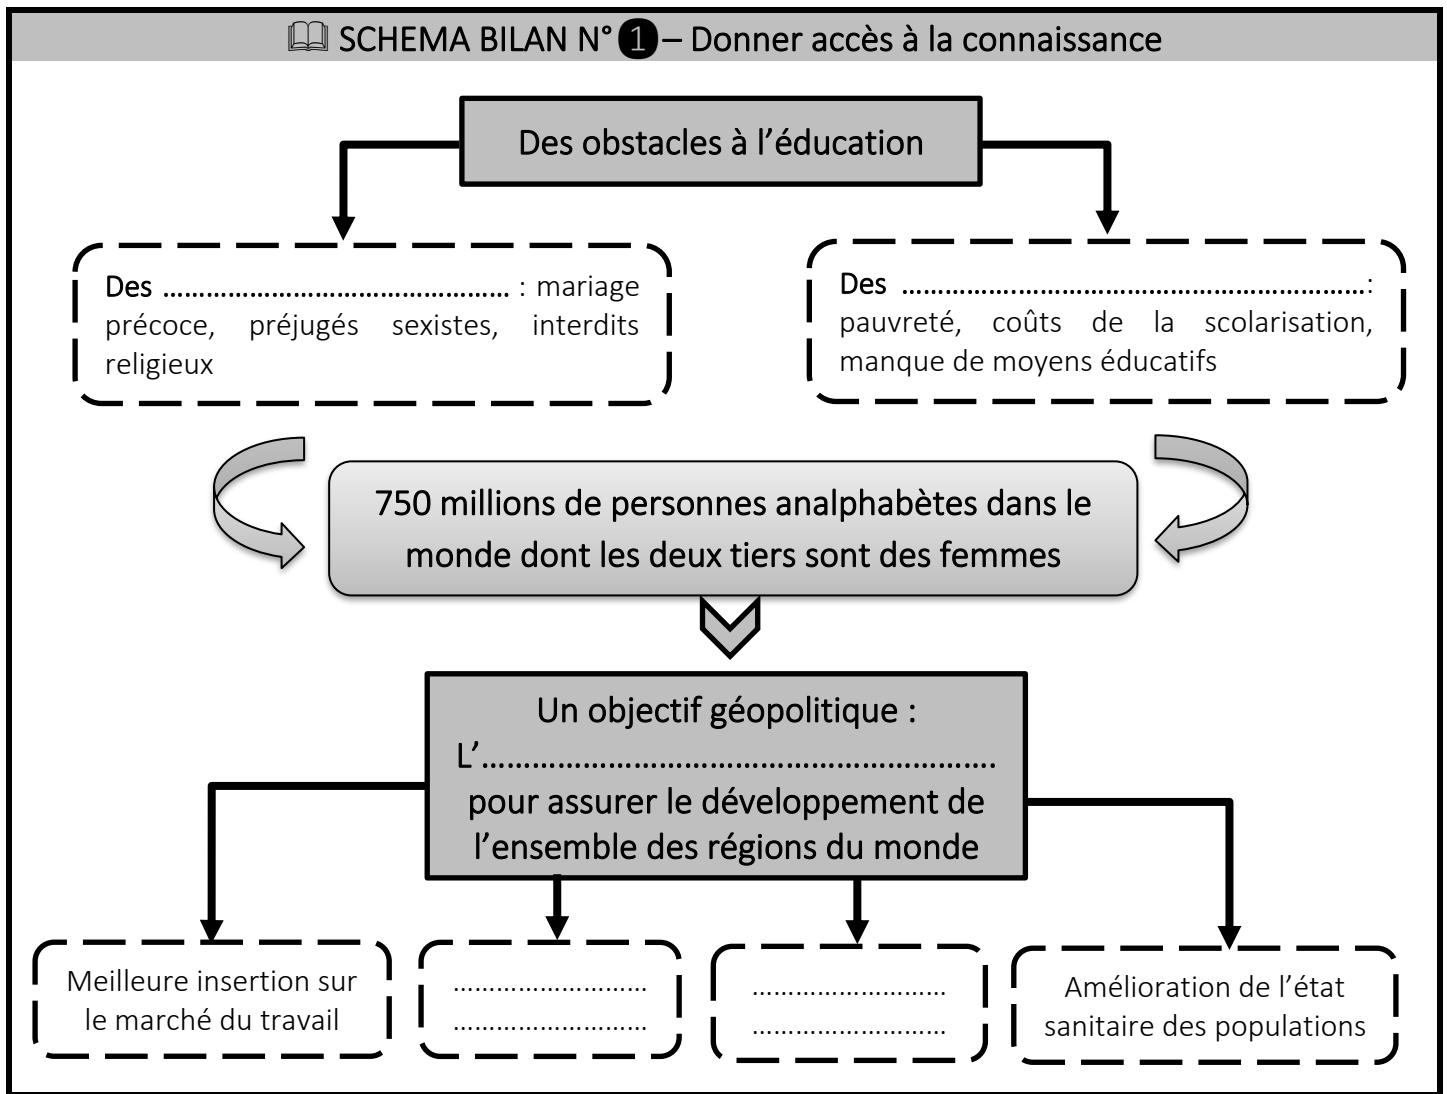 🕮 SCHEMA BILAN N° ❶ – Donner accès à la connaissance
Des obstacles à l’éducation
Des ………………………………………… : mariage
précoce, préjugés sexistes, interdits
religieux
Des …………….…………………………………………:
pauvreté, coûts de la scolarisation,
manque de moyens éducatifs
750 millions de personnes analphabètes dans le
monde dont les deux tiers sont des femmes
Un objectif géopolitique :
L’…………………………………………………….
pour assurer le développement de
l’ensemble des régions du monde
Meilleure insertion sur
le marché du travail
………………………
………………………
………………………
………………………
Amélioration de l’état
sanitaire des populations